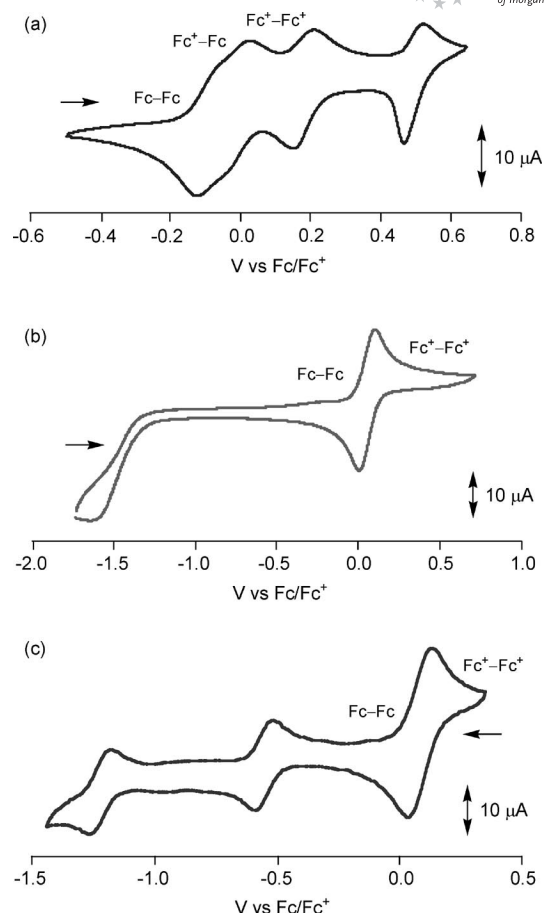 of Morgan
(a)
Fc⁺–Fc⁺
Fc⁺–Fc
Fc–Fc
10 μA
-0.6 -0.4 -0.2 0.0 0.2 0.4 0.6 0.8
V vs Fc/Fc⁺
(b)
Fc⁺–Fc⁺
Fc–Fc
10 μA
-2.0 -1.5 -1.0 -0.5 0.0 0.5 1.0
V vs Fc/Fc⁺
(c)
Fc⁺–Fc⁺
Fc–Fc
10 μA
-1.5 -1.0 -0.5 0.0 0.5
V vs Fc/Fc⁺